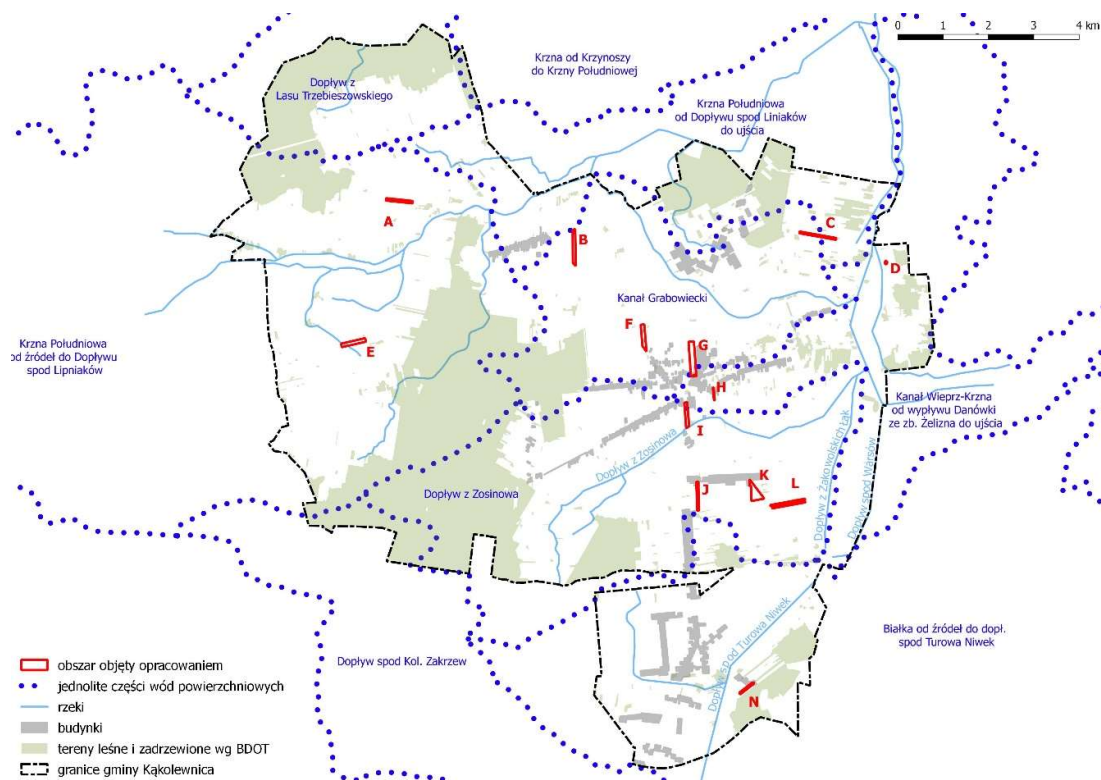 0 1 2 3 4 km
Krzna od Krzynoszy
do Krzny Południowej
Dopływ z
Lasu Trzebieszowskiego
Krzna Południowa
od Dopływu spod Liniaków
do ujścia
A
B
C
D
Kanał Grabowiecki
Krzna Południowa
od źródeł do Dopływu
spod Lipniaków
E
F
G
H
I
Kanał Wieprz-Krzna
od wypływu Danówki
ze zb. Żelizna do ujścia
Dopływ z Zosinowa
Dopływ z Zosinowa
J
K
L
Dopływ z Żakowolskich Łąk
Dopływ spod Warsów
Dopływ spod Turowa Niwek
Białka od źródeł do dopł.
spod Turowa Niwek
Dopływ spod Kol. Zakrzew
N
obszar objęty opracowaniem
jednolite części wód powierzchniowych
rzeki
budynki
tereny leśne i zadrzewione wg BDOT
granice gminy Kąkolewnica